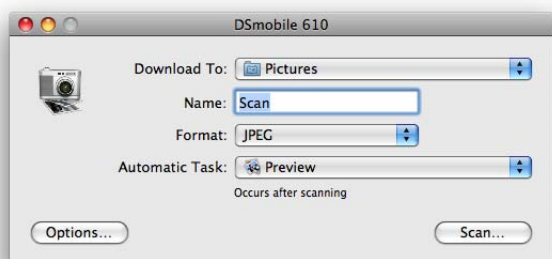 DSmobile 610
Download To: Pictures
Name: Scan
Format: JPEG
Automatic Task: Preview
Occurs after scanning
Options... Scan...